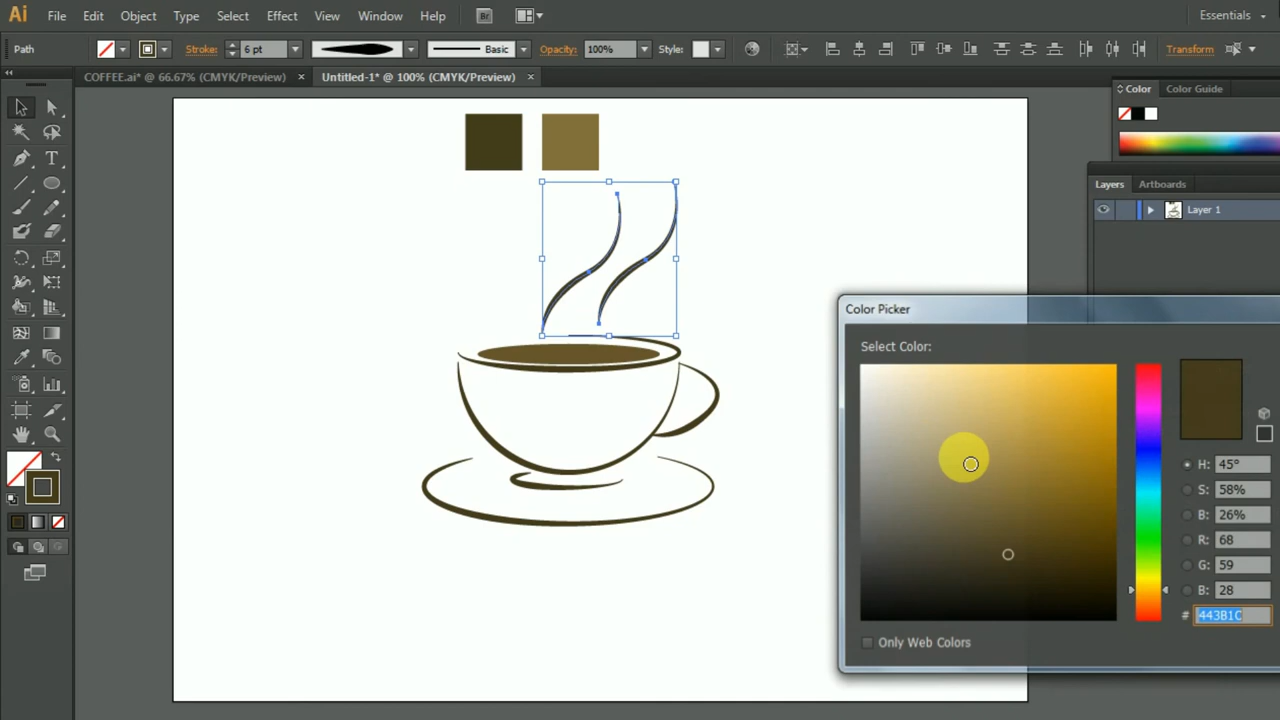 Ai File Edit Object Type Select Effect View Window Help Br Essentials
Path Stroke: 6 pt Basic Opacity: 100% Style: Transform
COFFEE.ai* @ 66.67% (CMYK/Preview) × Untitled-1* @ 100% (CMYK/Preview) ×
Color Color Guide
Layers Artboards
Layer 1
Color Picker
Select Color:
H: 45°
S: 58%
B: 26%
R: 68
G: 59
B: 28
# 443B1C
Only Web Colors